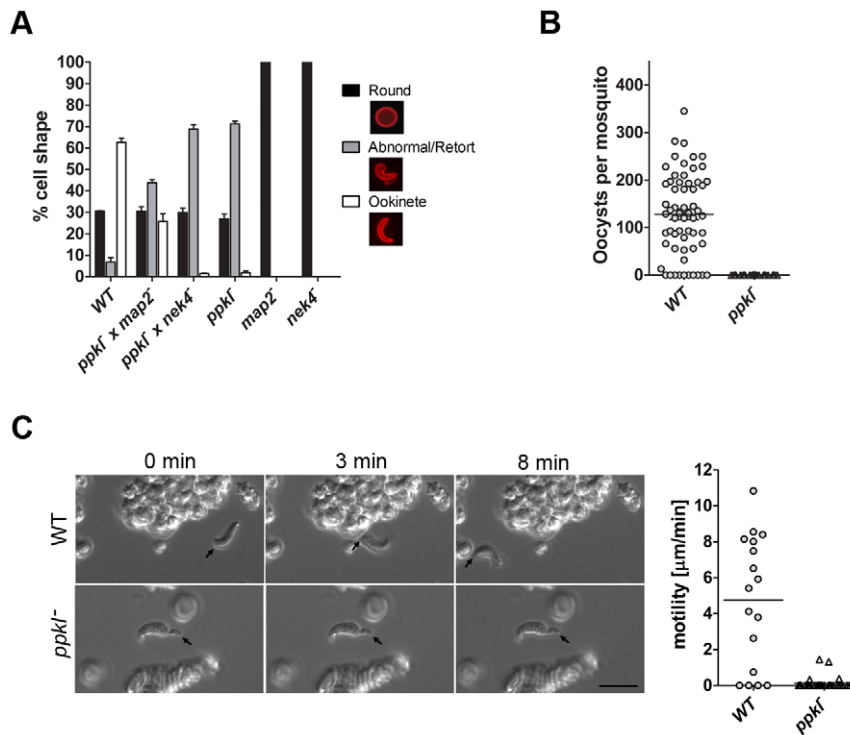 A
100
90
80
70
60
50
40
30
20
10
0
% cell shape
WT
ppkl⁻ x map2⁻
ppkl⁻ x nek4⁻
ppkl⁻
map2⁻
nek4⁻
Round
Abnormal/Retort
Ookinete
B
400
300
200
100
0
Oocysts per mosquito
WT
ppkl⁻
C
0 min
3 min
8 min
WT
ppkl⁻
12
10
8
6
4
2
0
motility [µm/min]
WT
ppkl⁻